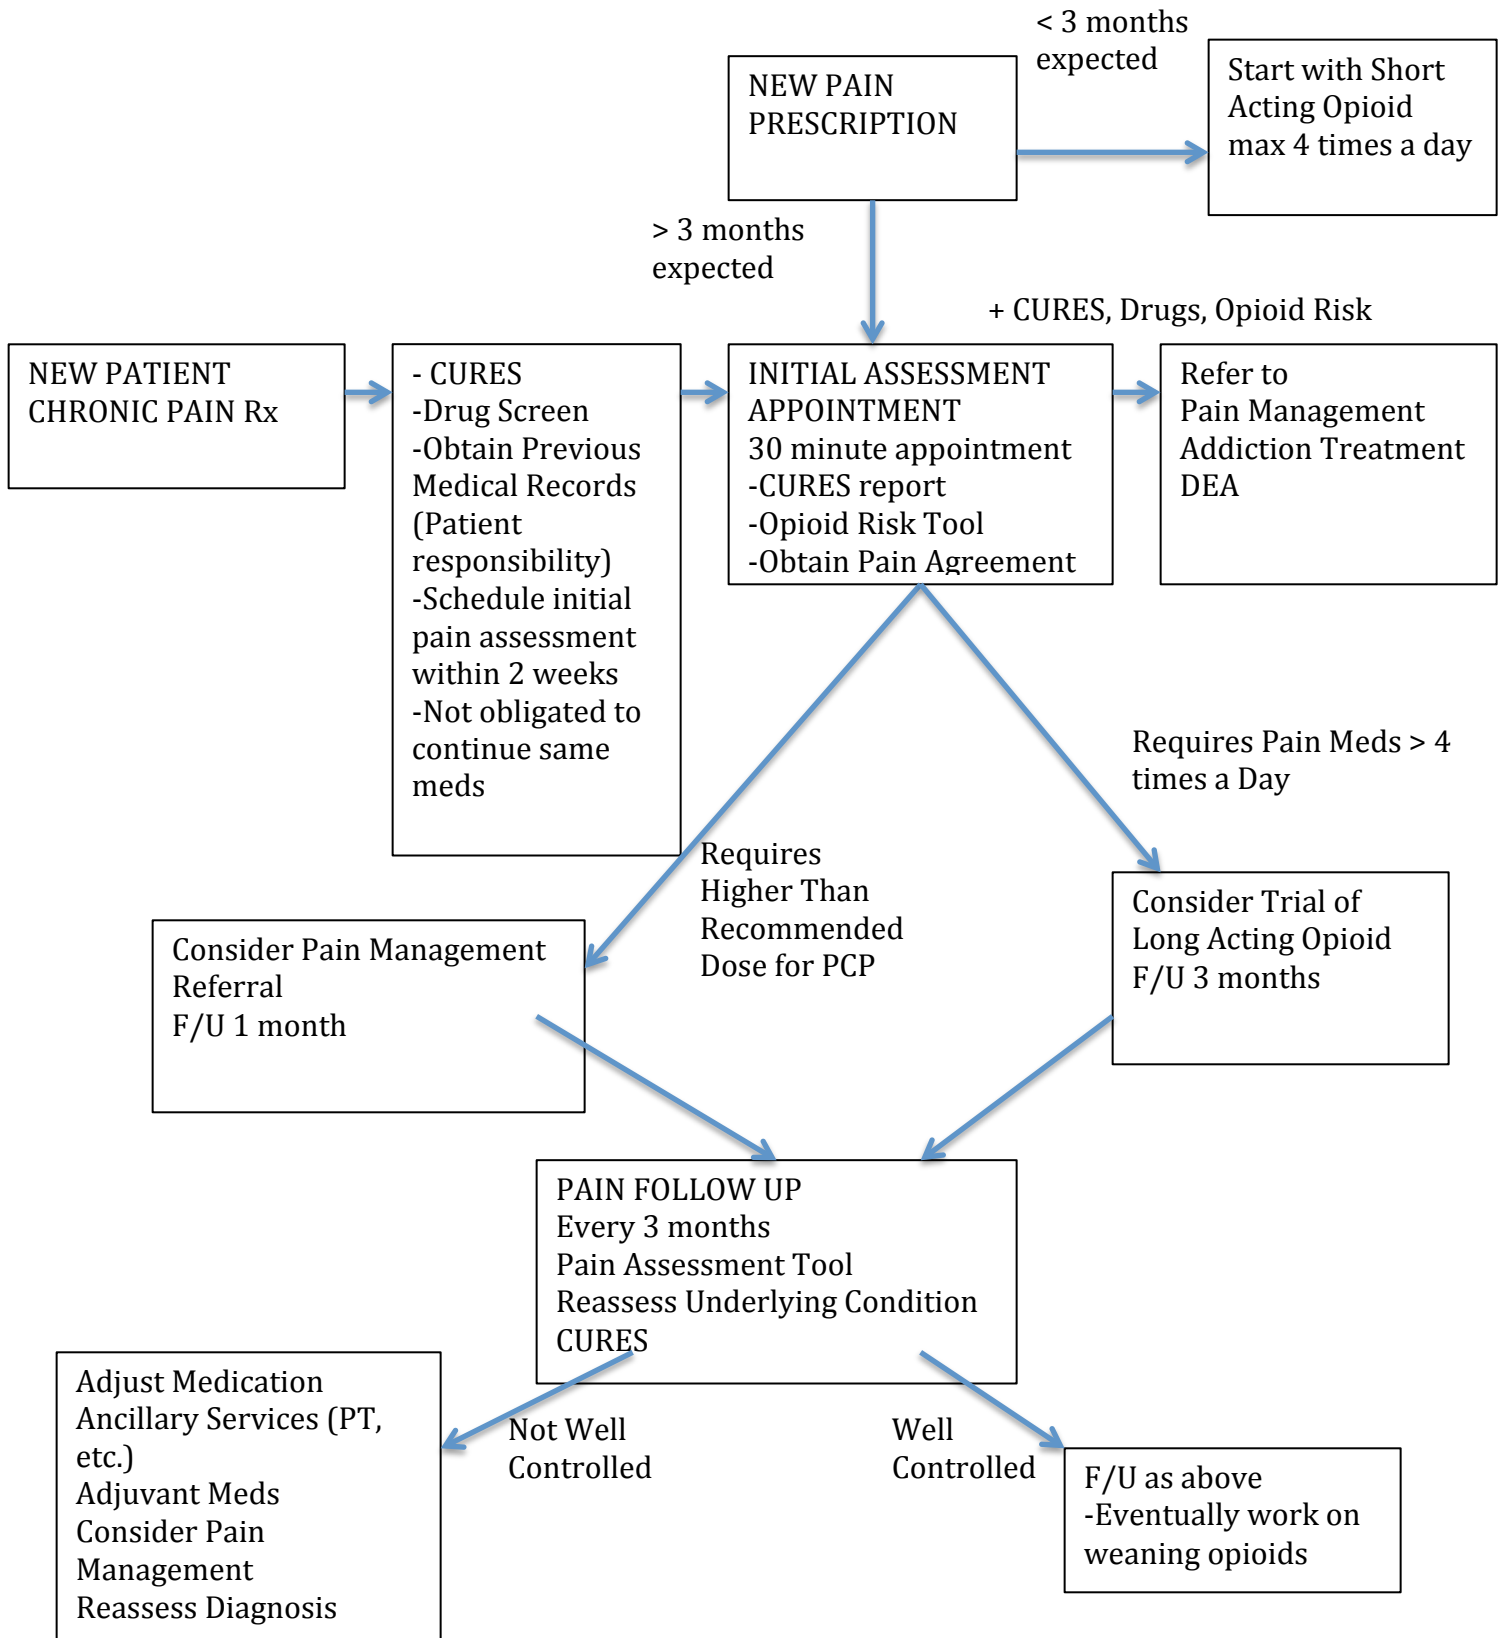 < 3 months
expected
NEW PAIN
PRESCRIPTION
Start with Short
Acting Opioid
max 4 times a day
> 3 months
expected
+ CURES, Drugs, Opioid Risk
NEW PATIENT
CHRONIC PAIN Rx
- CURES
-Drug Screen
-Obtain Previous
Medical Records
(Patient
responsibility)
-Schedule initial
pain assessment
within 2 weeks
-Not obligated to
continue same
meds
INITIAL ASSESSMENT
APPOINTMENT
30 minute appointment
-CURES report
-Opioid Risk Tool
-Obtain Pain Agreement
Refer to
Pain Management
Addiction Treatment
DEA
Requires Pain Meds > 4
times a Day
Requires
Higher Than
Recommended
Dose for PCP
Consider Pain Management
Referral
F/U 1 month
Consider Trial of
Long Acting Opioid
F/U 3 months
PAIN FOLLOW UP
Every 3 months
Pain Assessment Tool
Reassess Underlying Condition
CURES
Not Well
Controlled
Well
Controlled
Adjust Medication
Ancillary Services (PT,
etc.)
Adjuvant Meds
Consider Pain
Management
Reassess Diagnosis
F/U as above
-Eventually work on
weaning opioids